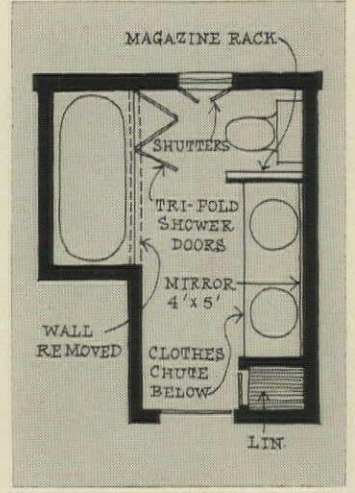 MAGAZINE RACK
SHUTTERS
TRI-FOLD
SHOWER
DOORS
MIRROR
4'x5'
WALL
REMOVED
CLOTHES
CHUTE
BELOW
LIN.